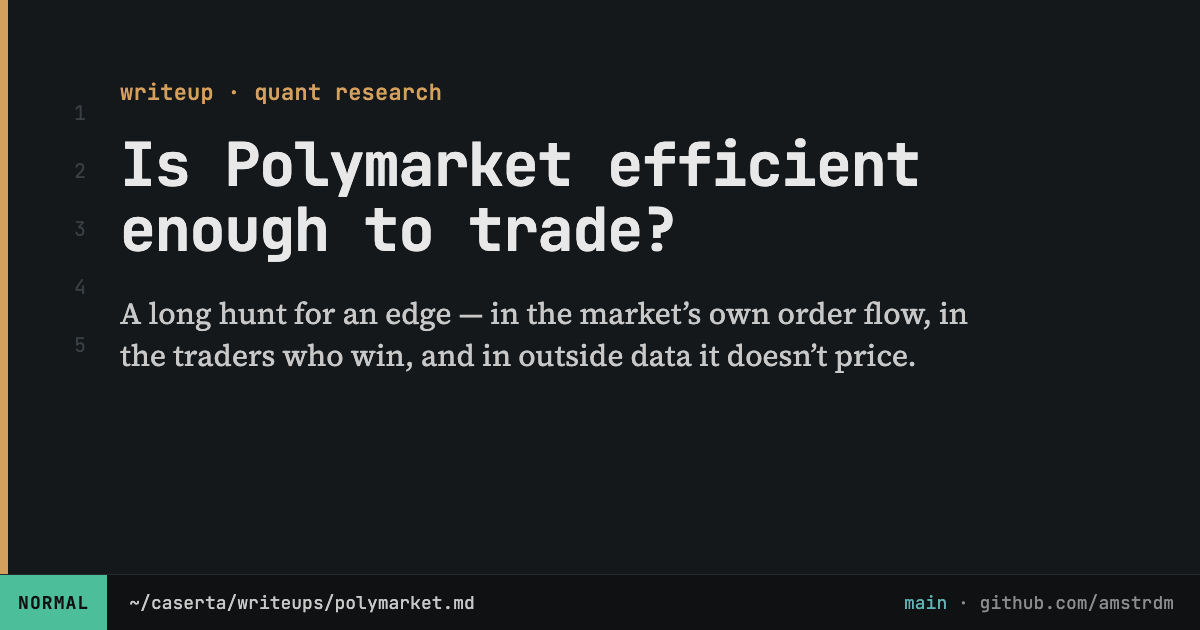 writeup · quant research
1
Is Polymarket efficient
2
enough to trade?
3
4
A long hunt for an edge — in the market’s own order flow, in
5
the traders who win, and in outside data it doesn’t price.
NORMAL ~/caserta/writeups/polymarket.md main · github.com/amstrdm